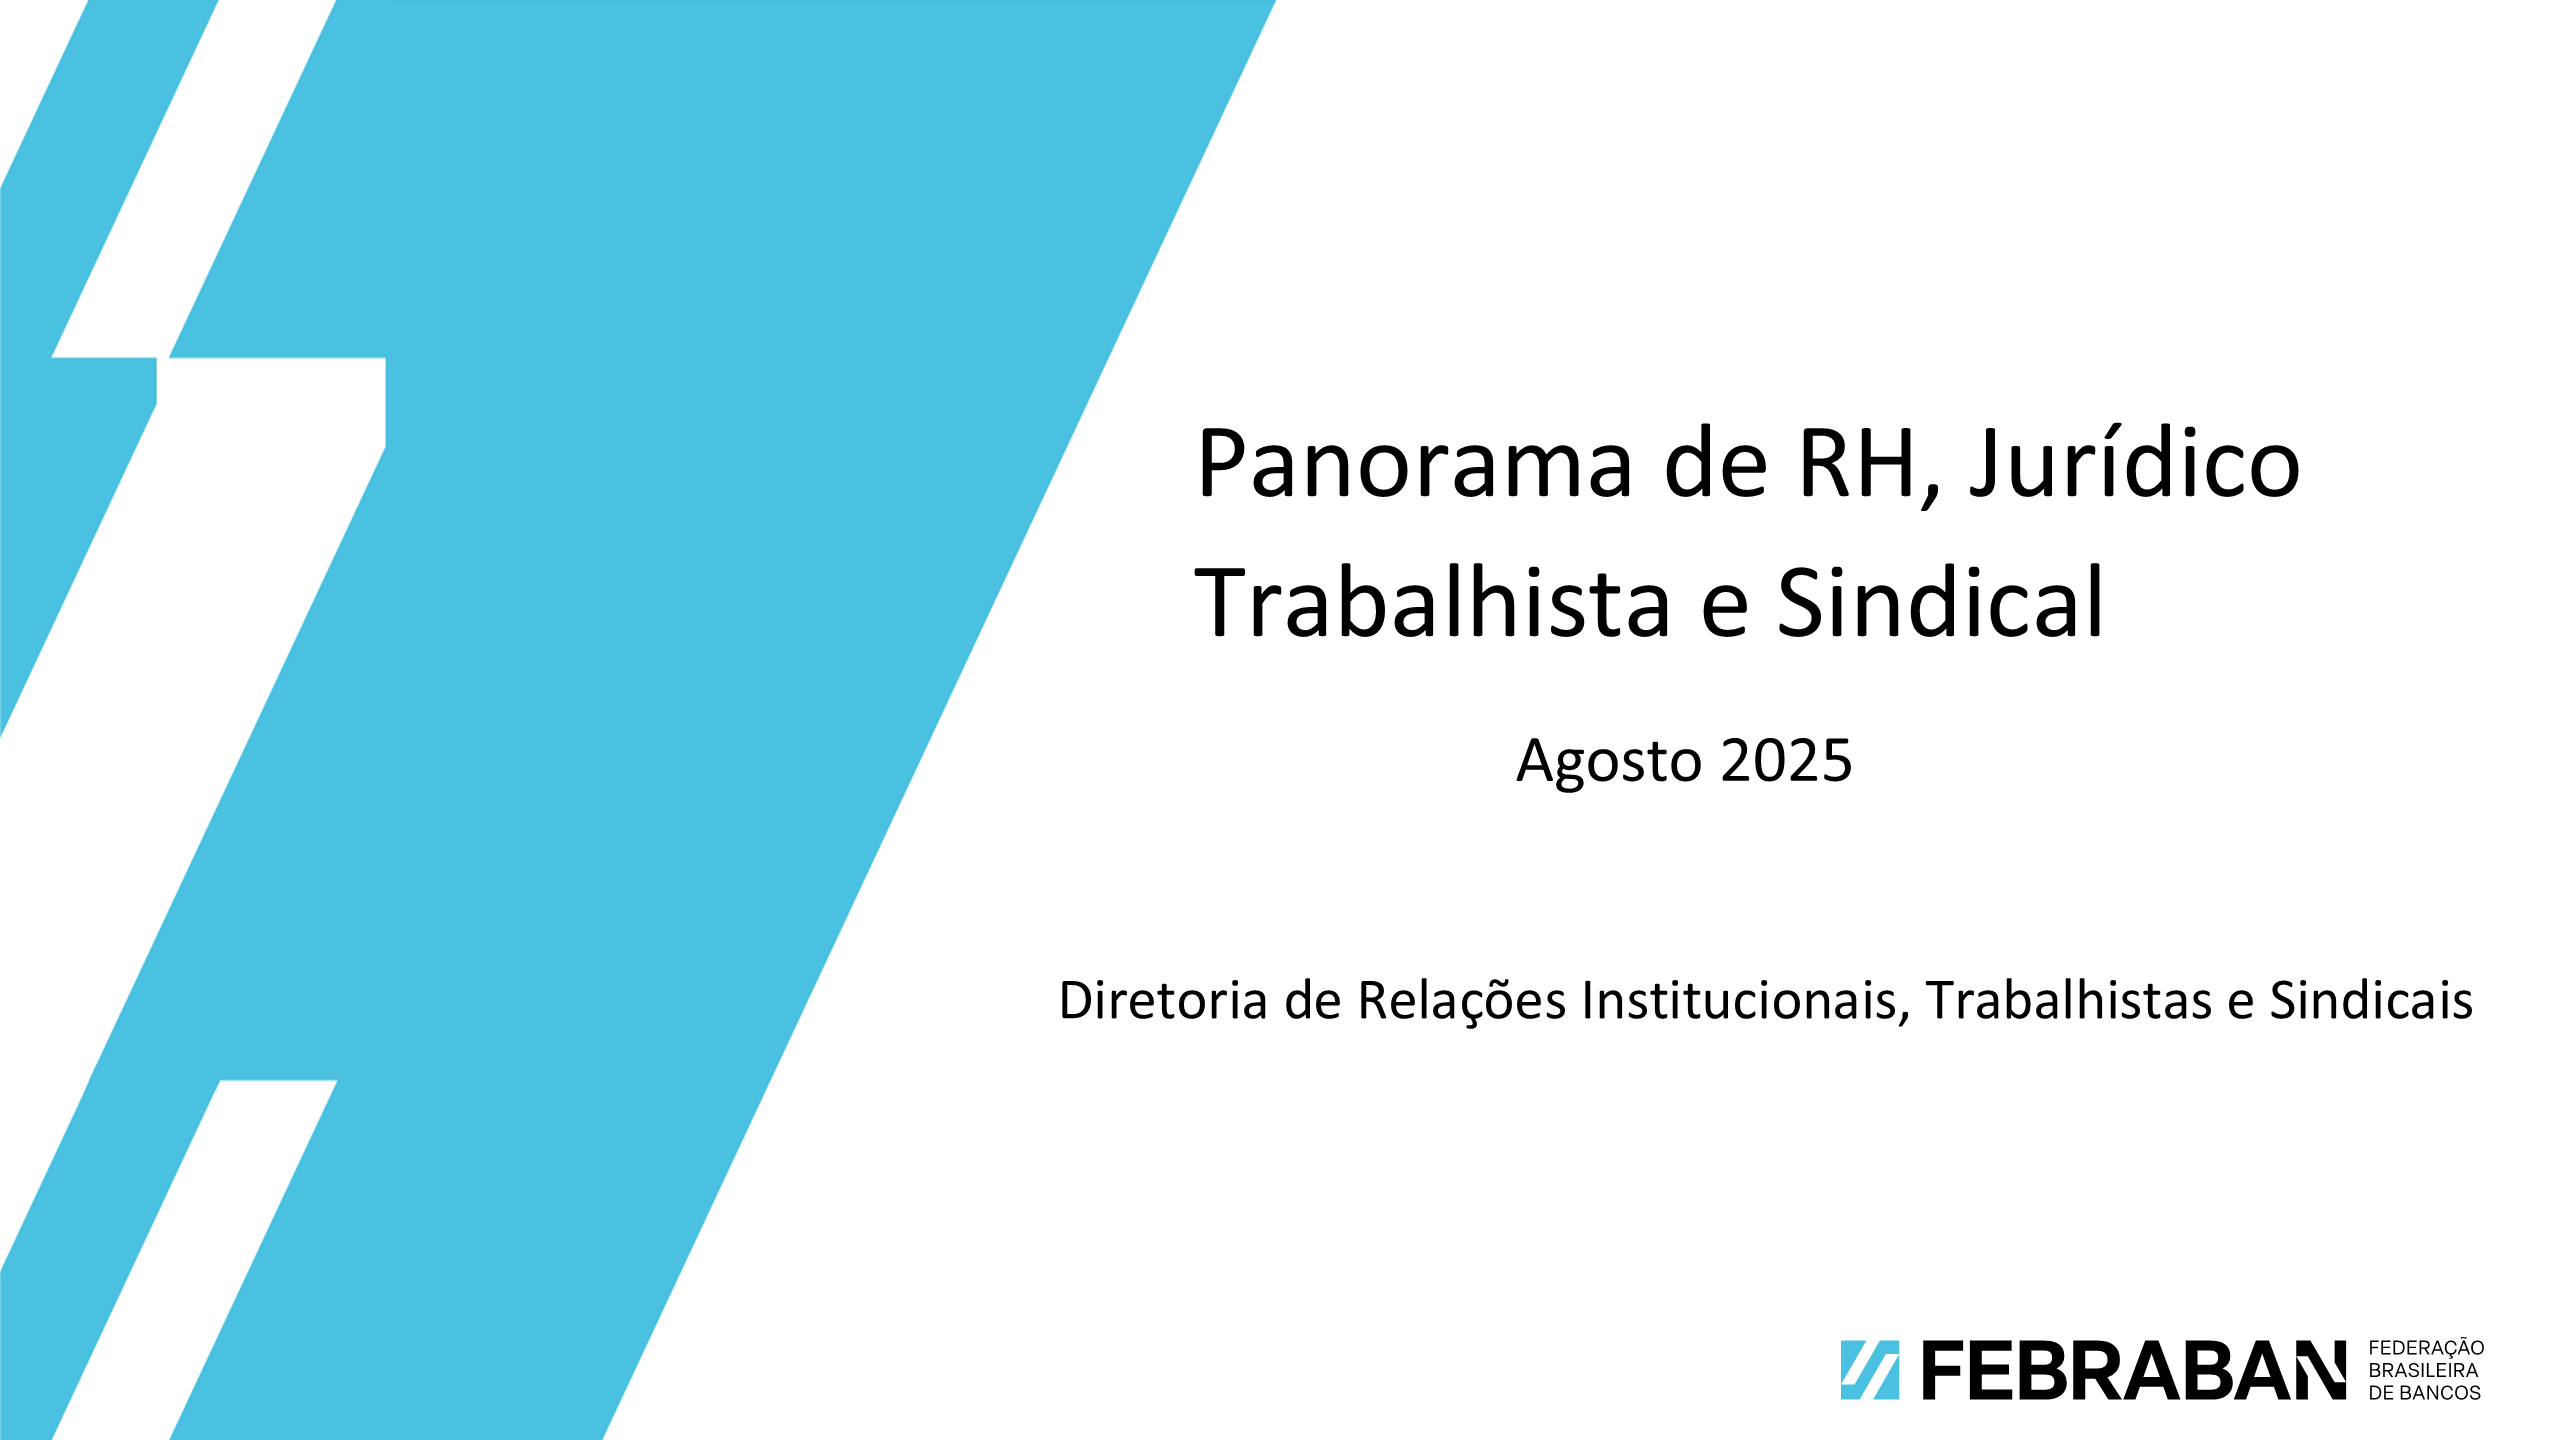 Panorama de RH, Jurídico
Trabalhista e Sindical
Agosto 2025
Diretoria de Relações Institucionais, Trabalhistas e Sindicais
FEBRABAN
FEDERAÇÃO
BRASILEIRA
DE BANCOS